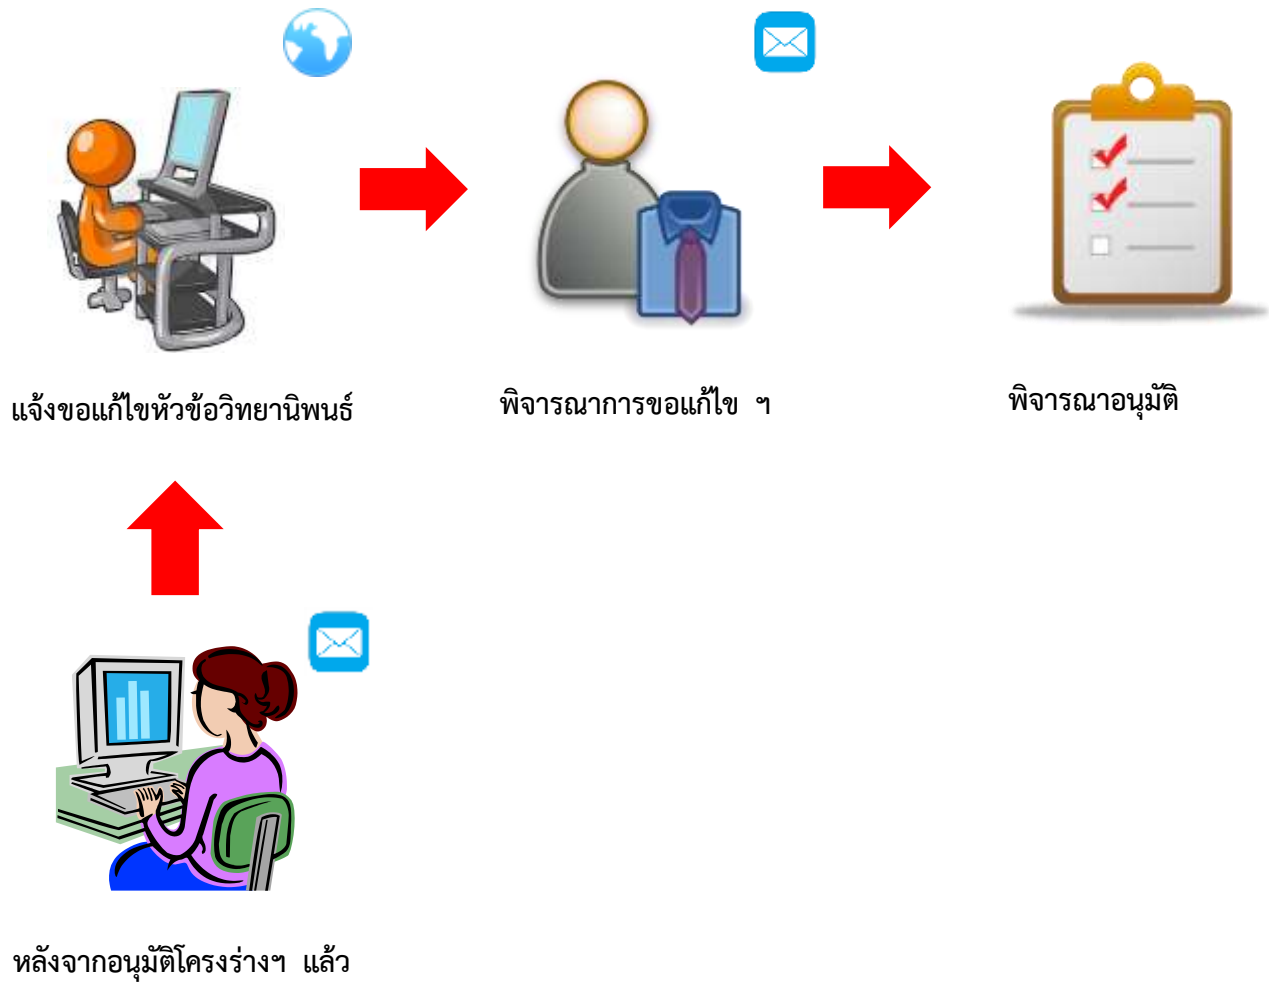 แจ้งขอแก้ไขหัวข้อวิทยานิพนธ์
พิจารณาการขอแก้ไข ฯ
พิจารณาอนุมัติ
หลังจากอนุมัติโครงร่างฯ แล้ว